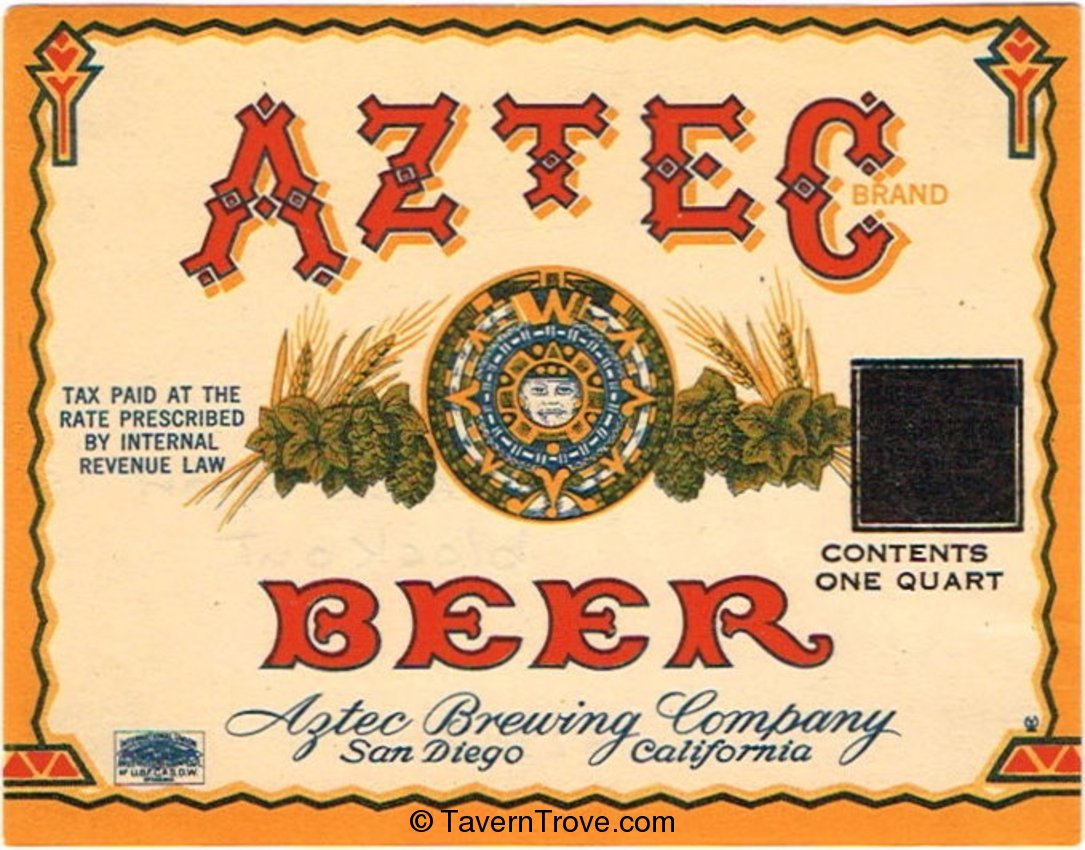 AZTEC
BRAND
TAX PAID AT THE
RATE PRESCRIBED
BY INTERNAL
REVENUE LAW
CONTENTS
ONE QUART
BEER
Aztec Brewing Company
San Diego California
OF U.B.F.C.& S.D.W.
© TavernTrove.com